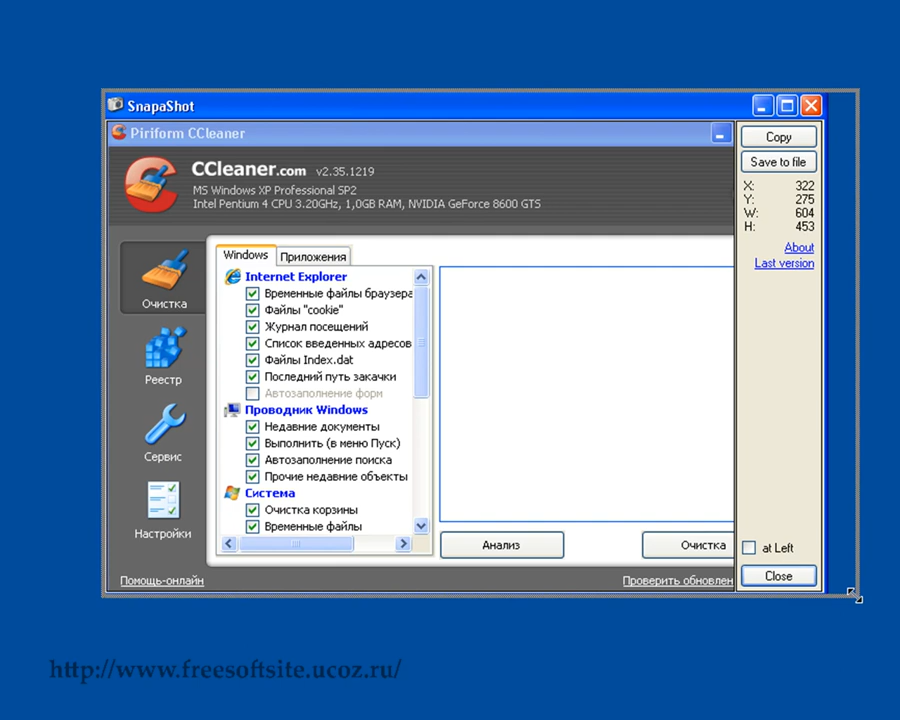 SnapaShot
Piriform CCleaner
CCleaner.com v2.35.1219
MS Windows XP Professional SP2
Intel Pentium 4 CPU 3.20GHz, 1,0GB RAM, NVIDIA GeForce 8600 GTS
Copy
Save to file
X: 322
Y: 275
W: 604
H: 453
About
Last version
at Left
Close
Очистка
Реестр
Сервис
Настройки
Windows
Приложения
Internet Explorer
Временные файлы браузера
Файлы "cookie"
Журнал посещений
Список введенных адресов
Файлы Index.dat
Последний путь закачки
Автозаполнение форм
Проводник Windows
Недавние документы
Выполнить (в меню Пуск)
Автозаполнение поиска
Прочие недавние объекты
Система
Очистка корзины
Временные файлы
Анализ
Очистка
Помощь-онлайн
Проверить обновлен
http://www.freesoftsite.ucoz.ru/